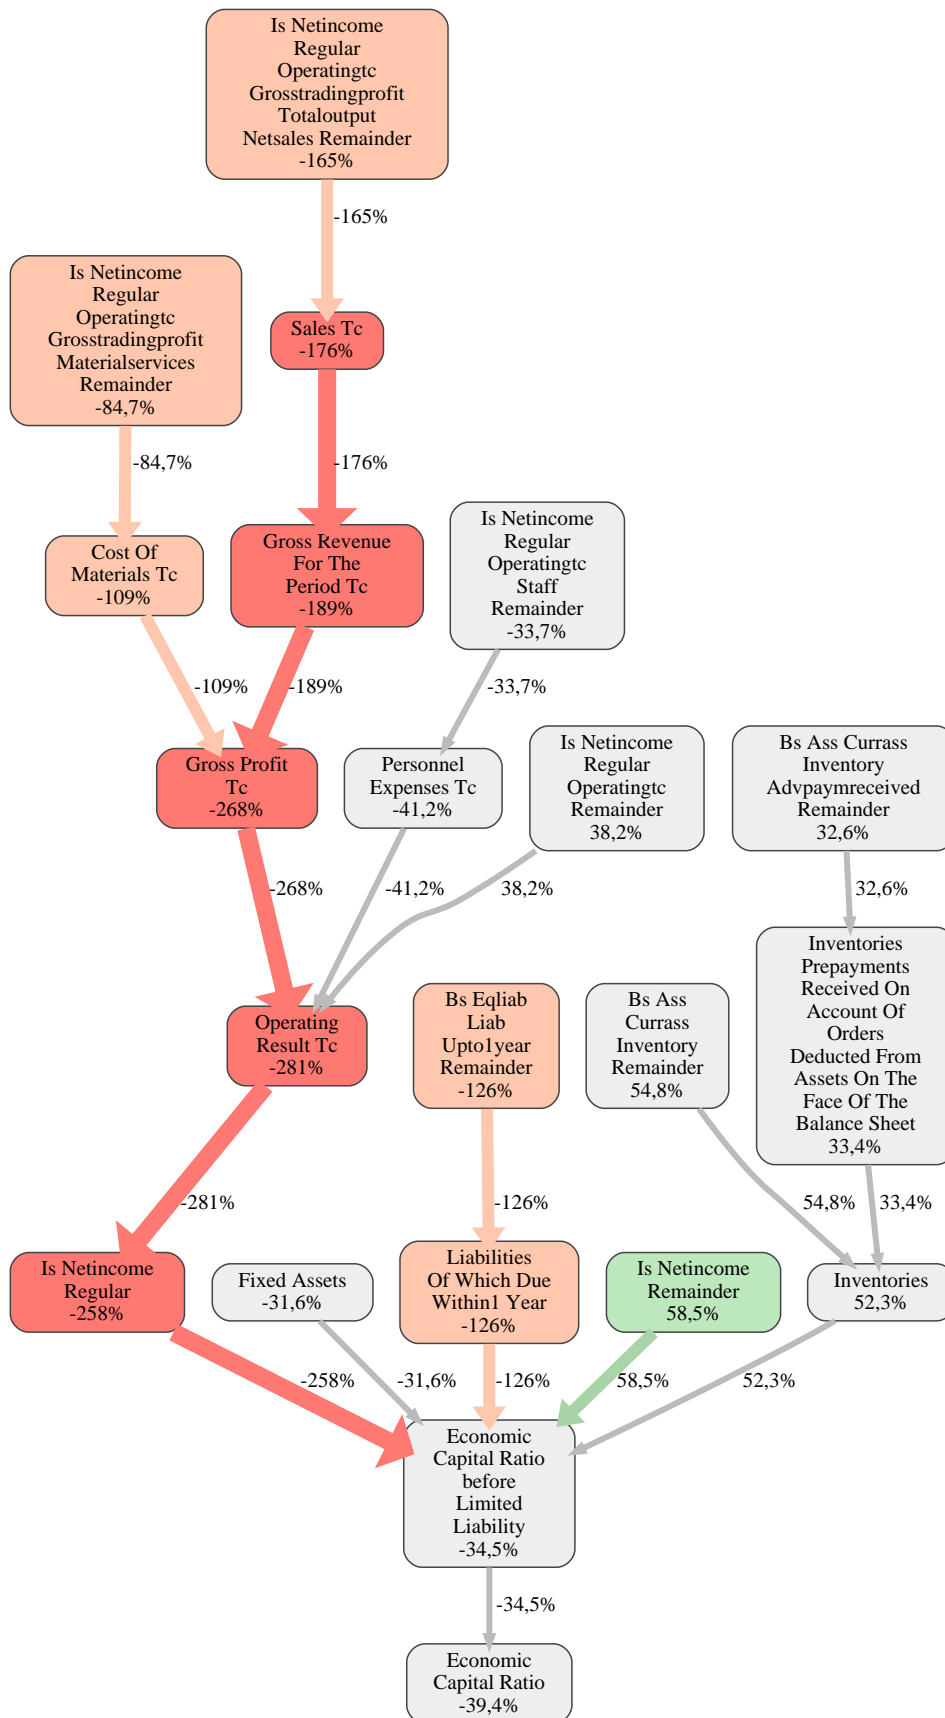 Is Netincome
Regular
Operatingtc
Grosstradingprofit
Totaloutput
Netsales Remainder
-165%
-165%
Is Netincome
Regular
Operatingtc
Grosstradingprofit
Materialservices
Remainder
-84,7%
Sales Tc
-176%
-84,7%
-176%
Is Netincome
Regular
Operatingtc
Staff
Remainder
-33,7%
Cost Of
Materials Tc
-109%
Gross Revenue
For The
Period Tc
-189%
-109%
-189%
-33,7%
Gross Profit
Tc
-268%
Personnel
Expenses Tc
-41,2%
Is Netincome
Regular
Operatingtc
Remainder
38,2%
Bs Ass Currass
Inventory
Advpaymreceived
Remainder
32,6%
-268%
-41,2%
38,2%
32,6%
Operating
Result Tc
-281%
Bs Eqliab
Liab
Upto1year
Remainder
-126%
Bs Ass
Currass
Inventory
Remainder
54,8%
Inventories
Prepayments
Received On
Account Of
Orders
Deducted From
Assets On The
Face Of The
Balance Sheet
33,4%
-281%
-126%
54,8%
33,4%
Is Netincome
Regular
-258%
Fixed Assets
-31,6%
Liabilities
Of Which Due
Within1 Year
-126%
Is Netincome
Remainder
58,5%
Inventories
52,3%
-258%
-31,6%
-126%
58,5%
52,3%
Economic
Capital Ratio
before
Limited
Liability
-34,5%
-34,5%
Economic
Capital Ratio
-39,4%